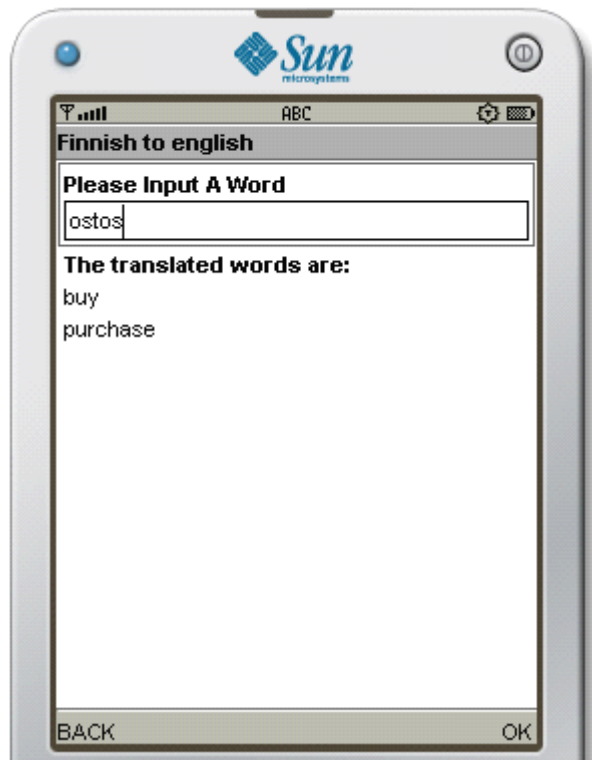 Sun
microsystems
ABC
Finnish to english
Please Input A Word
ostos
The translated words are:
buy
purchase
BACK OK